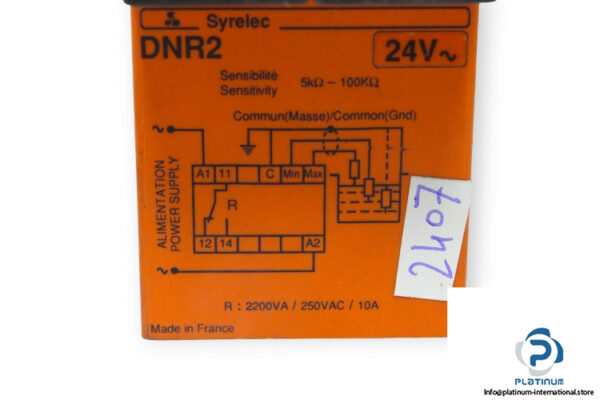 Syrelec
DNR2
24V~
Sensibilité
Sensitivity
5kΩ – 100KΩ
Commun(Masse)/Common(Gnd)
~
A1 11 C Min Max
ALIMENTATION
POWER SUPPLY
R
12 14 A2
~
R : 2200VA / 250VAC / 10A
Made in France
2407
PLATINUM
Info@platinum-international.store